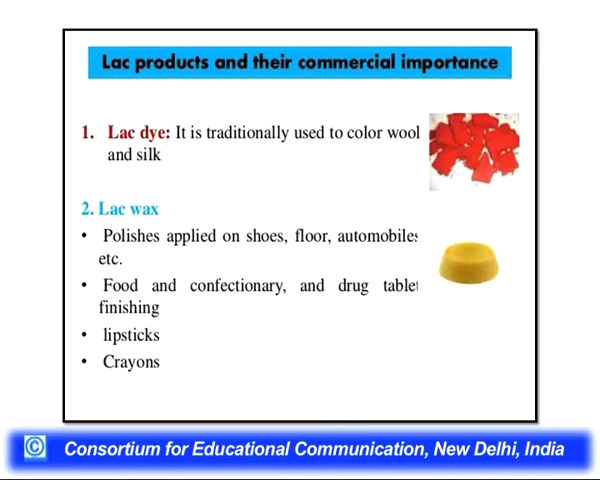 Lac products and their commercial importance
1. Lac dye: It is traditionally used to color wool
and silk
2. Lac wax
• Polishes applied on shoes, floor, automobiles
etc.
• Food and confectionary, and drug tablet
finishing
• lipsticks
• Crayons
© Consortium for Educational Communication, New Delhi, India